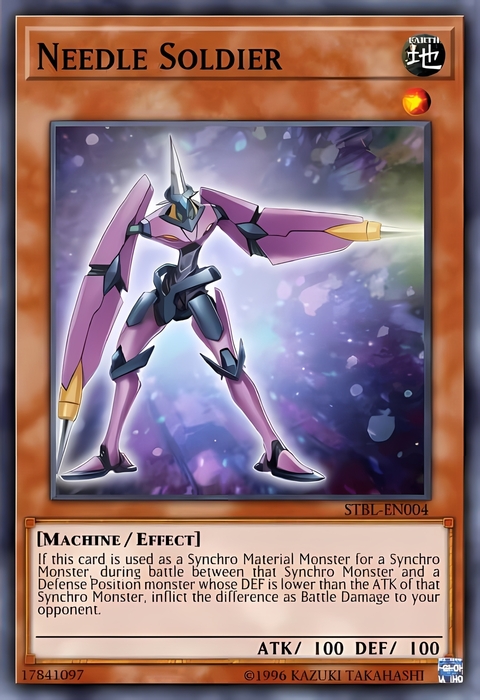 NEEDLE SOLDIER
EARTH
地
STBL-EN004
[MACHINE / EFFECT]
If this card is used as a Synchro Material Monster for a Synchro
Monster, during battle between that Synchro Monster and a
Defense Position monster whose DEF is lower than the ATK of that
Synchro Monster, inflict the difference as Battle Damage to your
opponent.
ATK/ 100 DEF/ 100
17841097
©1996 KAZUKI TAKAHASHI